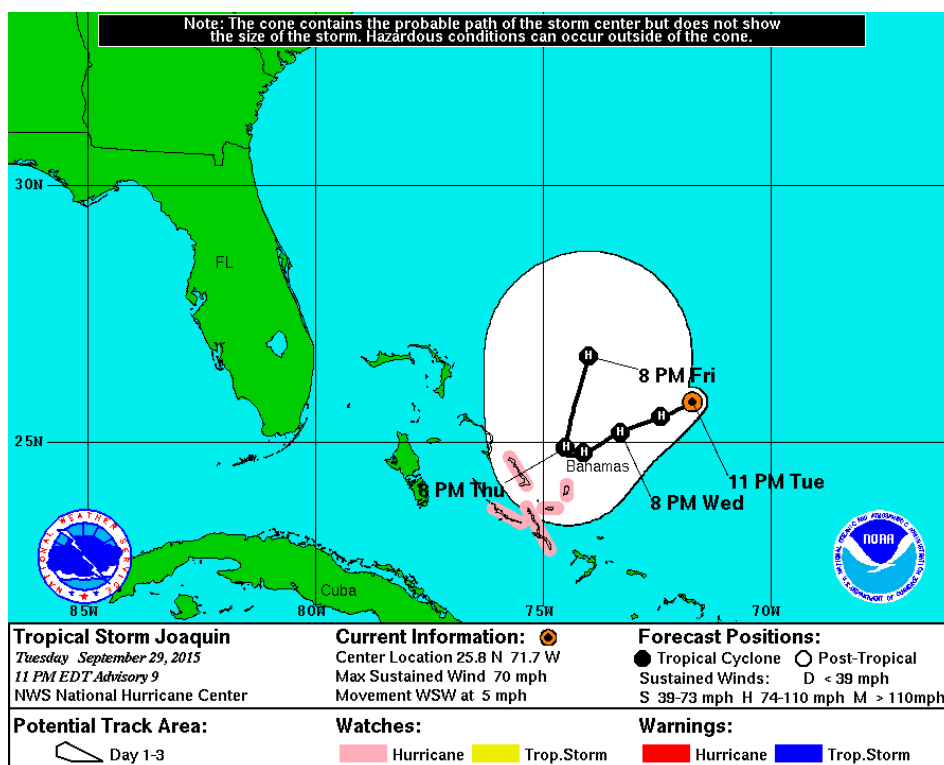 Note: The cone contains the probable path of the storm center but does not show
the size of the storm. Hazardous conditions can occur outside of the cone.
30N
FL
8 PM Fri
25N
Bahamas
8 PM Thu
8 PM Wed
11 PM Tue
NATIONAL WEATHER SERVICE
NOAA
Cuba
85W
80W
75W
70W
Tropical Storm Joaquin
Tuesday September 29, 2015
11 PM EDT Advisory 9
NWS National Hurricane Center
Current Information:
Center Location 25.8 N 71.7 W
Max Sustained Wind 70 mph
Movement WSW at 5 mph
Forecast Positions:
Tropical Cyclone Post-Tropical
Sustained Winds: D < 39 mph
S 39-73 mph H 74-110 mph M > 110mph
Potential Track Area:
Day 1-3
Watches:
Hurricane Trop.Storm
Warnings:
Hurricane Trop.Storm